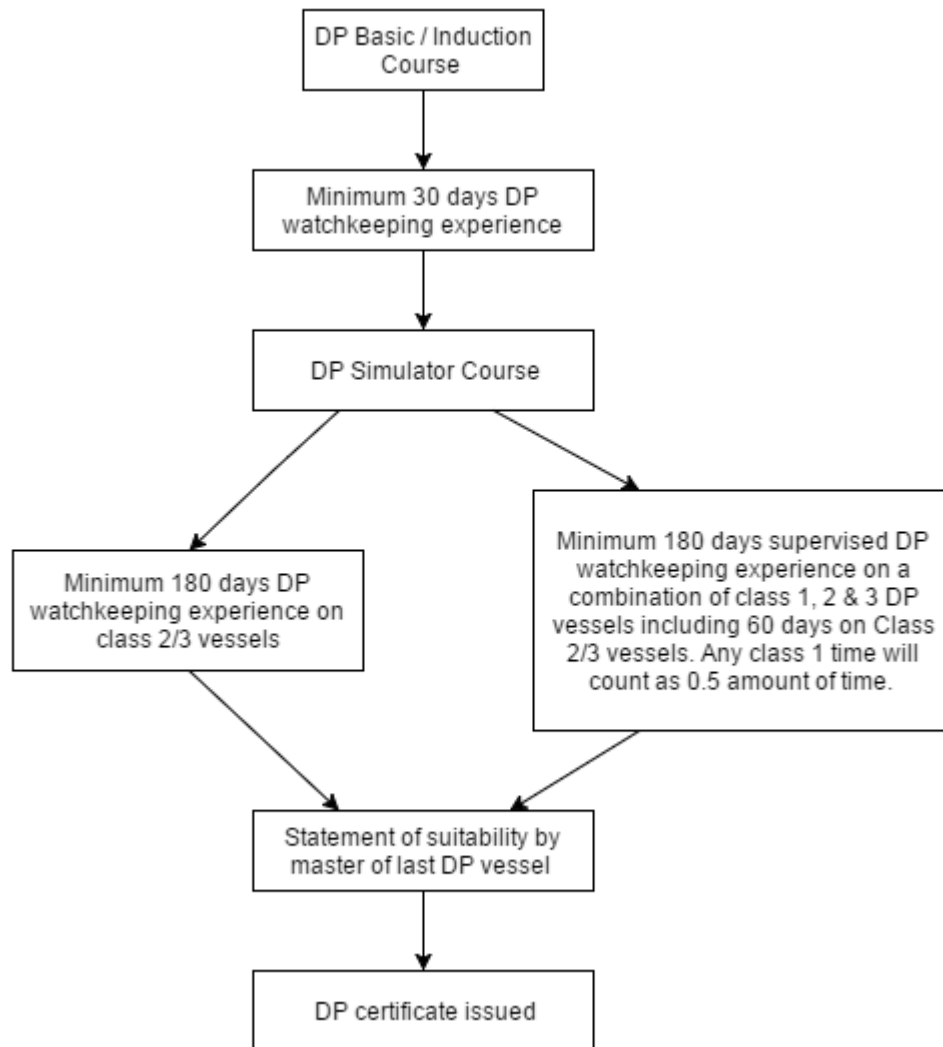 DP Basic / Induction
Course
Minimum 30 days DP
watchkeeping experience
DP Simulator Course
Minimum 180 days DP
watchkeeping experience on
class 2/3 vessels
Minimum 180 days supervised DP
watchkeeping experience on a
combination of class 1, 2 & 3 DP
vessels including 60 days on Class
2/3 vessels. Any class 1 time will
count as 0.5 amount of time.
Statement of suitability by
master of last DP vessel
DP certificate issued